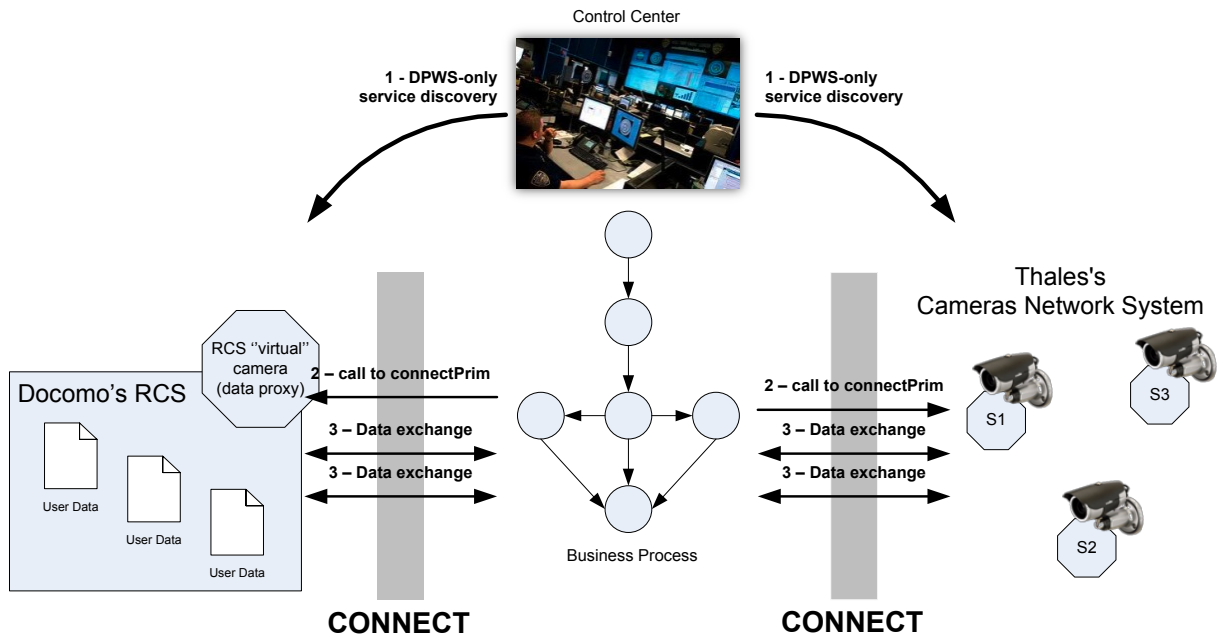 Control Center
1 - DPWS-only
service discovery
1 - DPWS-only
service discovery
Thales's
Cameras Network System
RCS ‘‘virtual’’
camera
(data proxy)
Docomo’s RCS
2 – call to connectPrim
3 – Data exchange
3 – Data exchange
2 – call to connectPrim
3 – Data exchange
3 – Data exchange
S1
S3
S2
User Data
User Data
User Data
Business Process
CONNECT
CONNECT